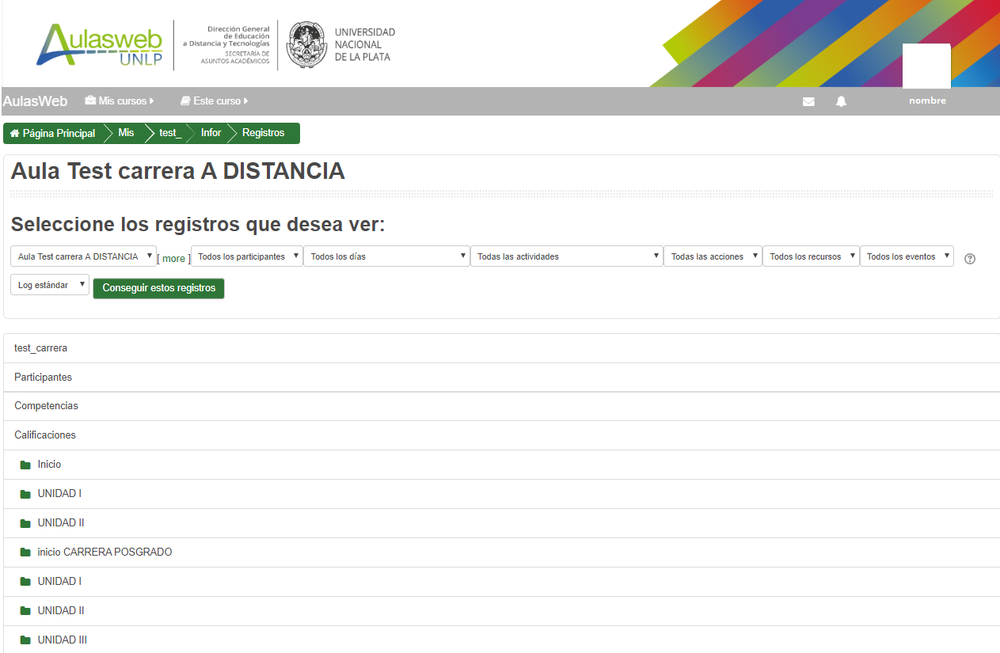 Aulasweb
UNLP
Dirección General
de Educación
a Distancia y Tecnologías
SECRETARÍA DE
ASUNTOS ACADÉMICOS
UNIVERSIDAD
NACIONAL
DE LA PLATA
AulasWeb Mis cursos Este curso nombre
Página Principal Mis test_ Infor Registros
Aula Test carrera A DISTANCIA
Seleccione los registros que desea ver:
Aula Test carrera A DISTANCIA [ more ] Todos los participantes Todos los días Todas las actividades Todas las acciones Todos los recursos Todos los eventos ?
Log estándar Conseguir estos registros
test_carrera
Participantes
Competencias
Calificaciones
Inicio
UNIDAD I
UNIDAD II
inicio CARRERA POSGRADO
UNIDAD I
UNIDAD II
UNIDAD III